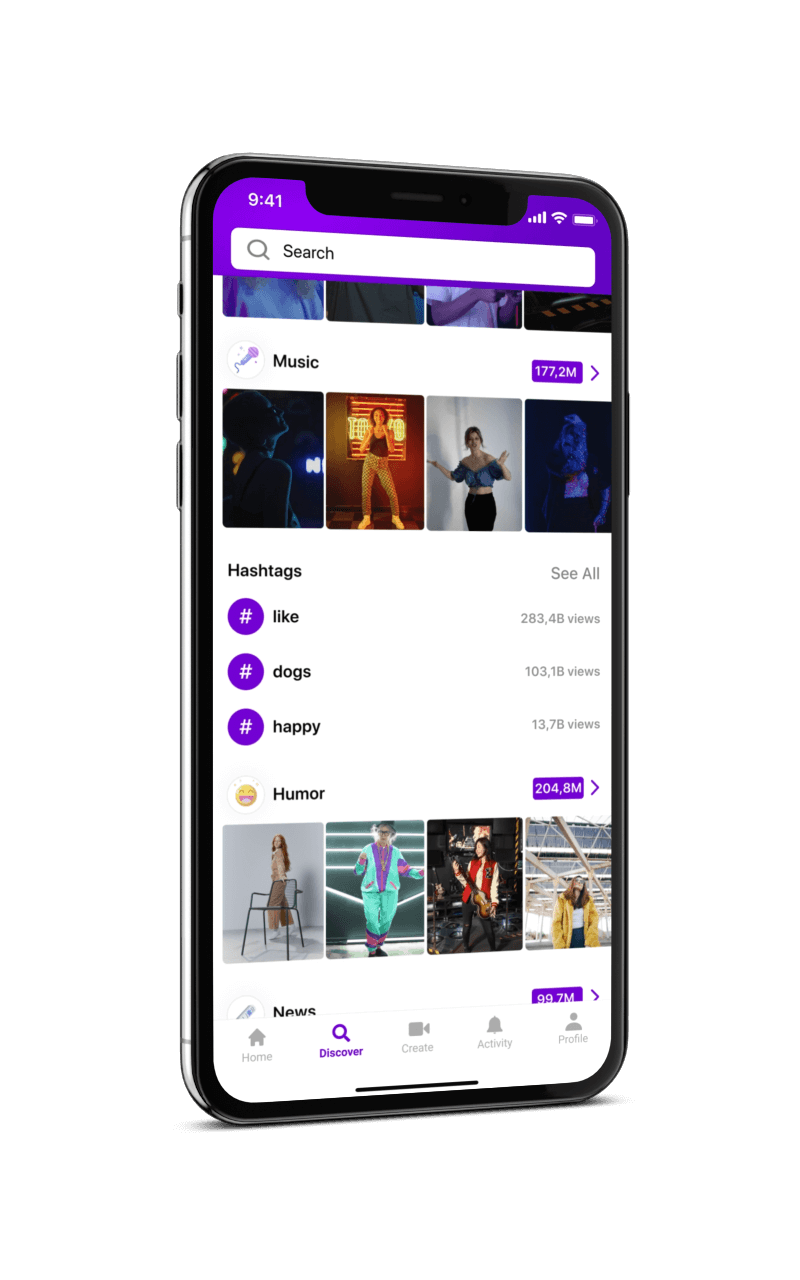 9:41
Search
Music
177,2M
Hashtags
See All
# like
283,4B views
# dogs
103,1B views
# happy
13,7B views
Humor
204,8M
News
99,7M
Home
Discover
Create
Activity
Profile